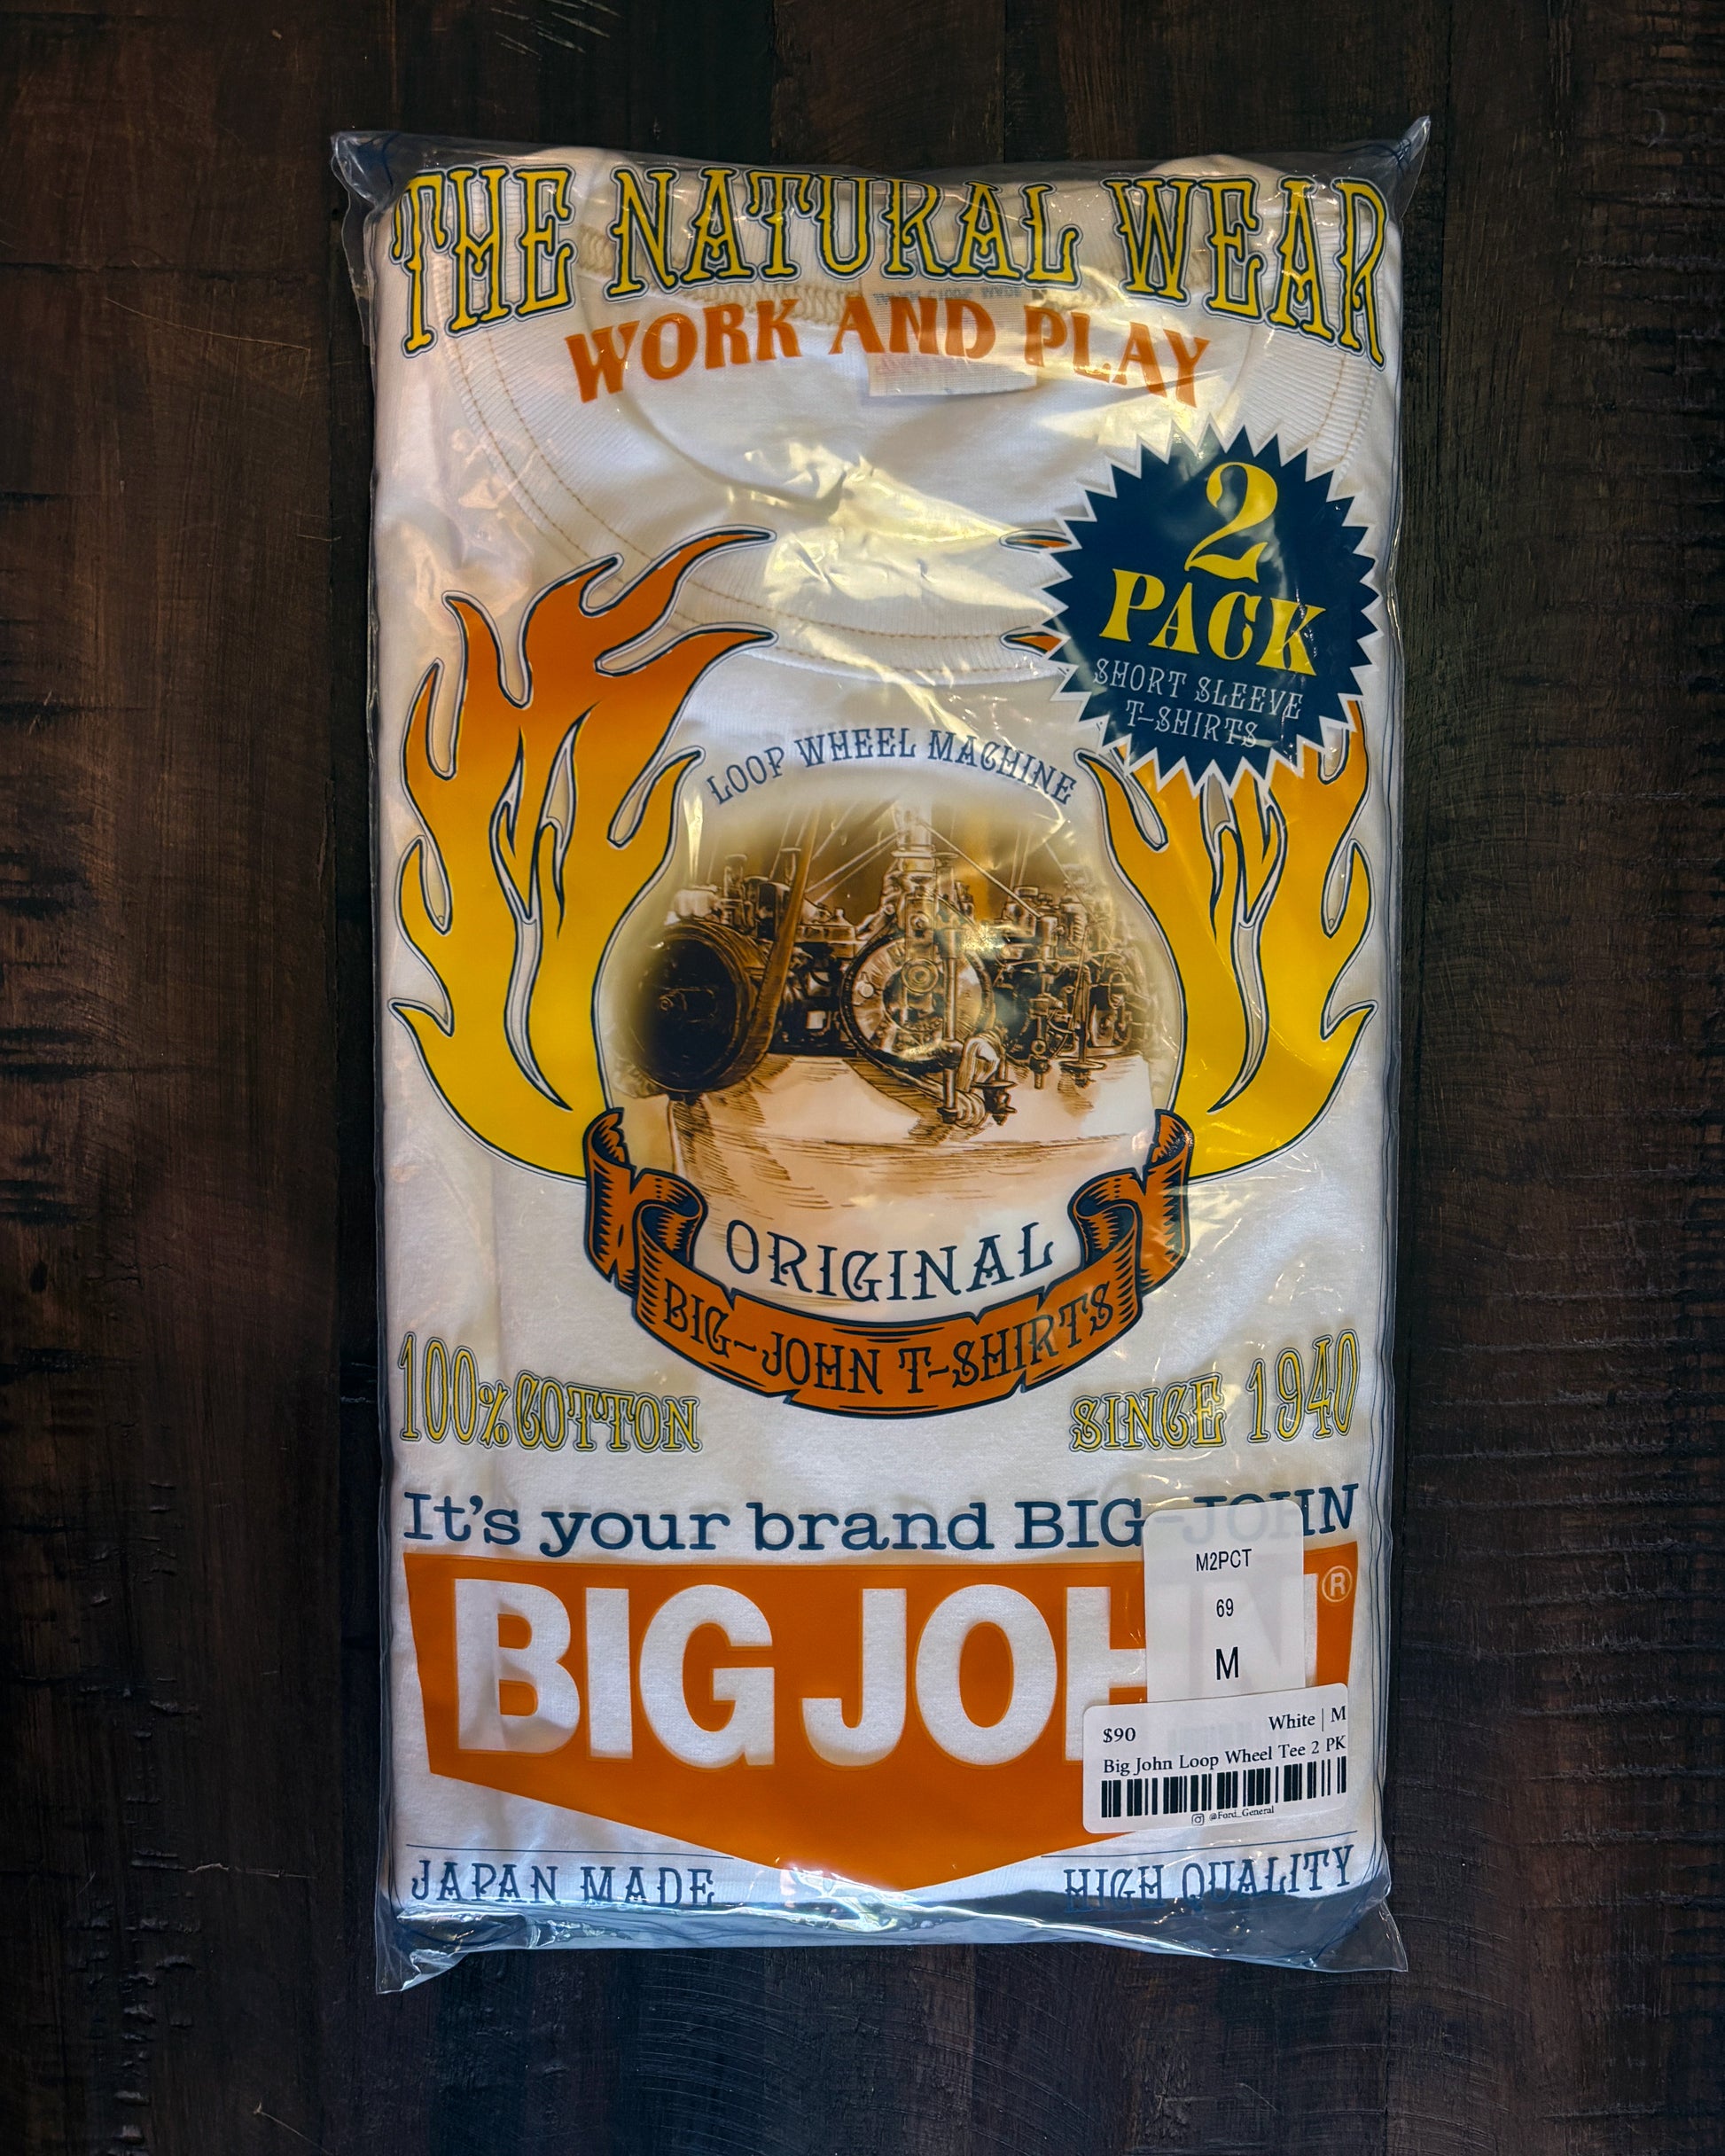 THE NATURAL WEAR
WORK AND PLAY
2
PACK
SHORT SLEEVE
T-SHIRTS
LOOP WHEEL MACHINE
ORIGINAL
BIG-JOHN T-SHIRTS
100% COTTON
SINCE 1940
It's your brand BIG-JOHN
BIG JOHN®
M2PCT
69
M
$90
White | M
Big John Loop Wheel Tee 2 PK
@Ford_General
JAPAN MADE
HIGH QUALITY